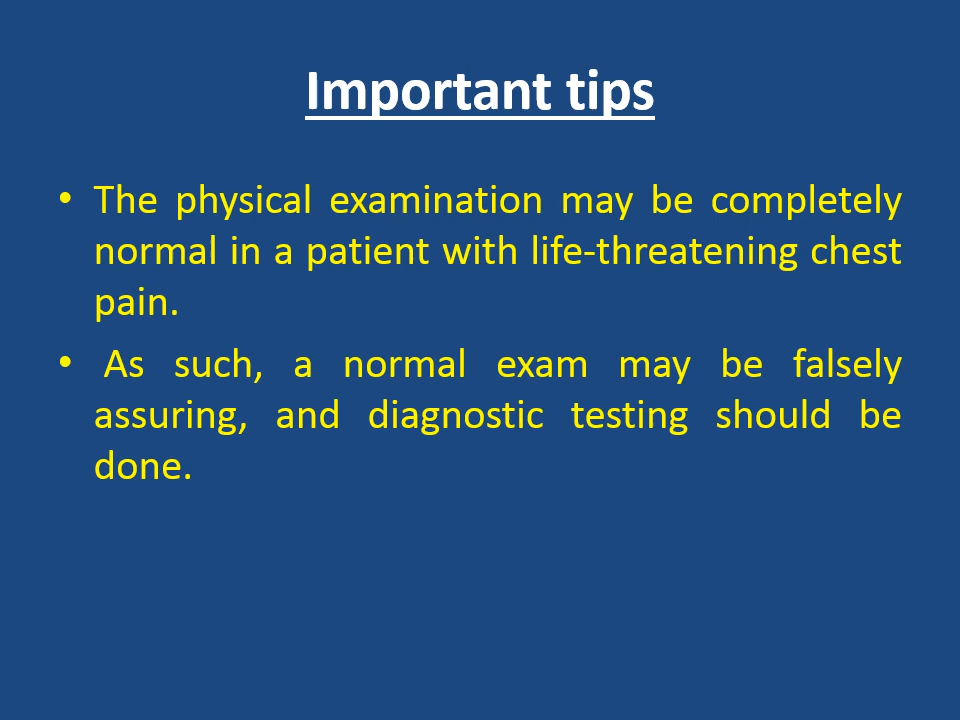 Important tips
• The physical examination may be completely
normal in a patient with life-threatening chest
pain.
• As such, a normal exam may be falsely
assuring, and diagnostic testing should be
done.